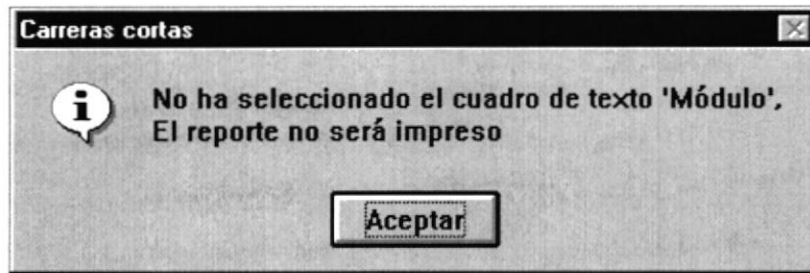 Carreras cortas
No ha seleccionado el cuadro de texto 'Módulo',
El reporte no será impreso
Aceptar